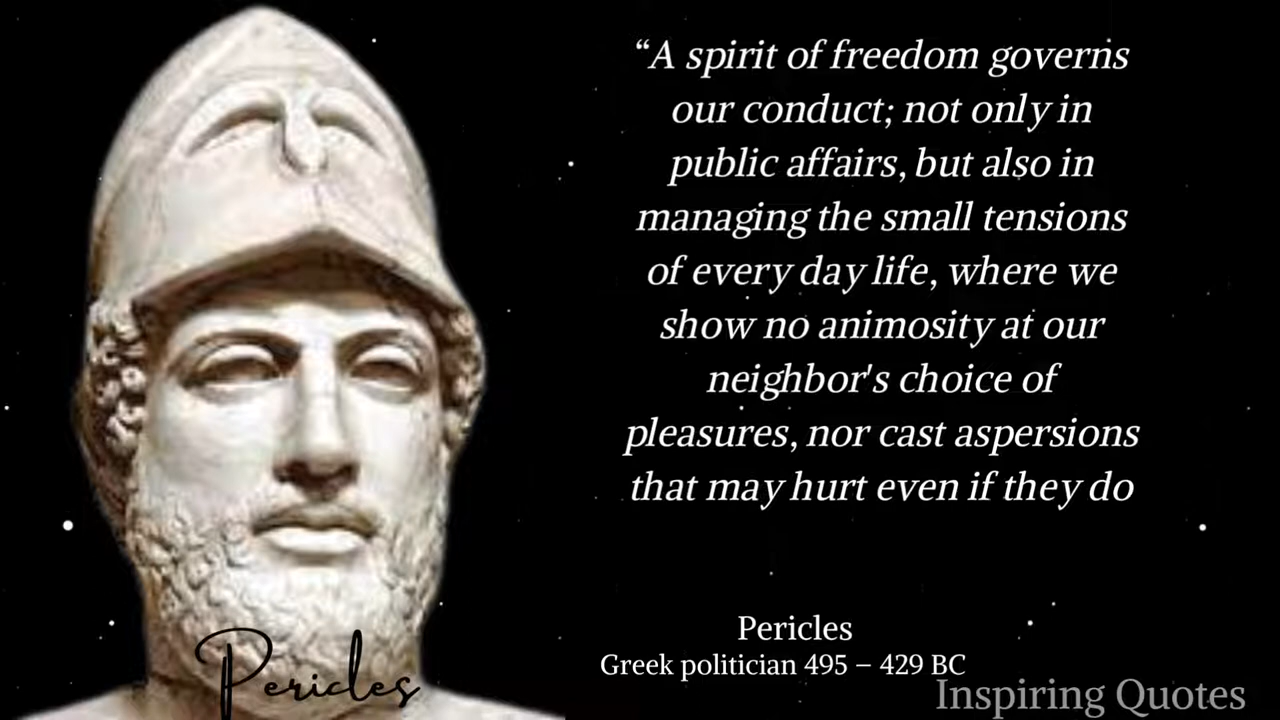 “A spirit of freedom governs
our conduct; not only in
public affairs, but also in
managing the small tensions
of every day life, where we
show no animosity at our
neighbor's choice of
pleasures, nor cast aspersions
that may hurt even if they do
Pericles
Greek politician 495 – 429 BC
Pericles
Inspiring Quotes